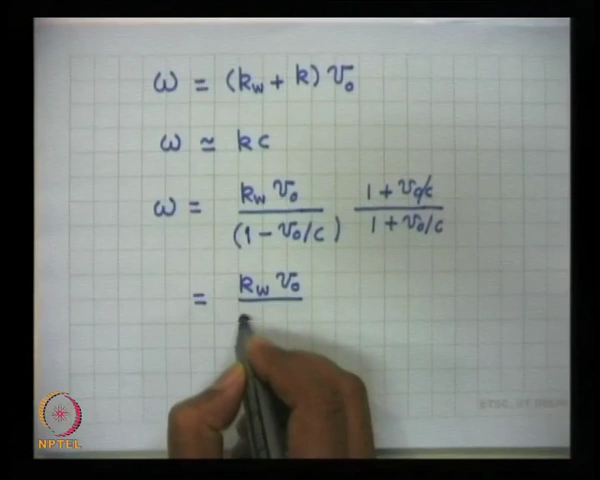 ω = (k_w + k) v₀
ω ≃ kc
ω = k_w v₀ / (1 − v₀/c) (1 + v₀/c) / (1 + v₀/c)
= k_w v₀
NPTEL